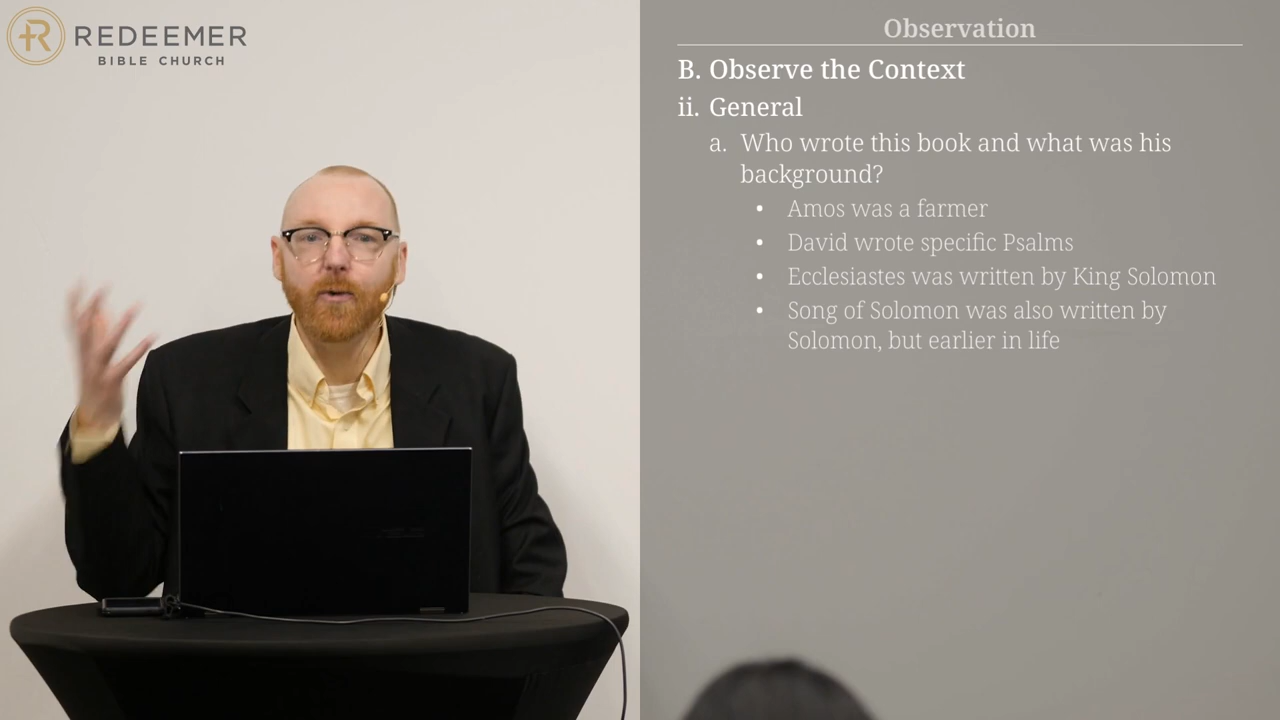 REDEEMER
BIBLE CHURCH
Observation
B. Observe the Context
ii. General
a. Who wrote this book and what was his
background?
• Amos was a farmer
• David wrote specific Psalms
• Ecclesiastes was written by King Solomon
• Song of Solomon was also written by
Solomon, but earlier in life